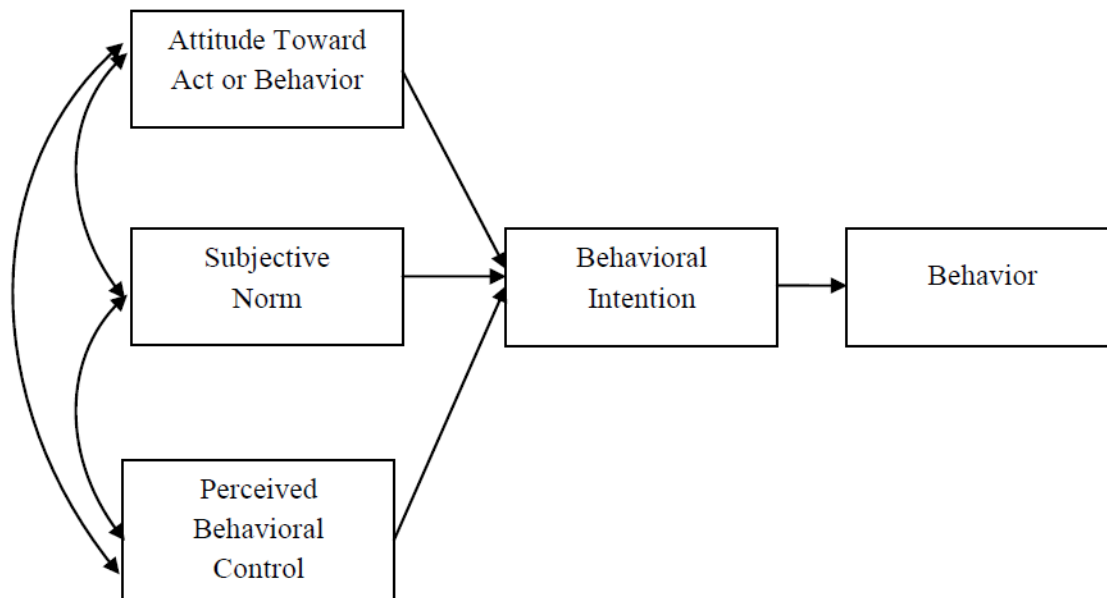 Attitude Toward
Act or Behavior
Subjective
Norm
Behavioral
Intention
Behavior
Perceived
Behavioral
Control